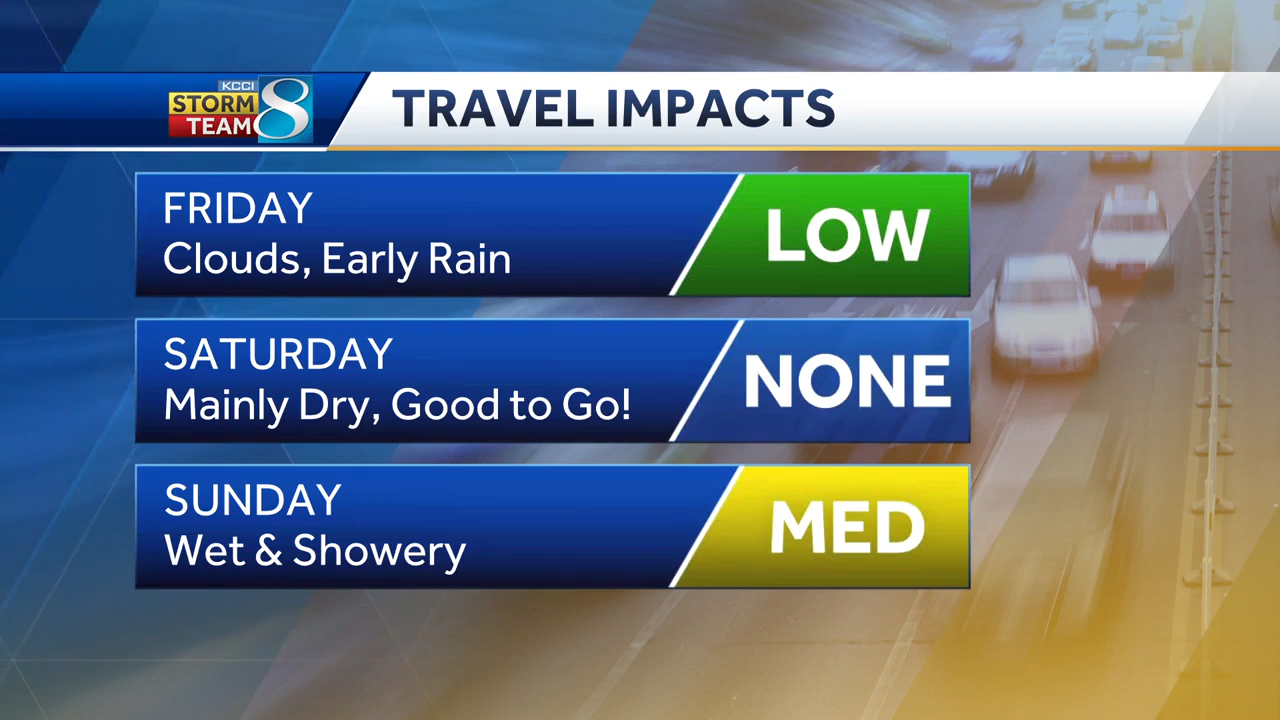 KCCI
STORM
TEAM 8
TRAVEL IMPACTS
FRIDAY
Clouds, Early Rain
LOW
SATURDAY
Mainly Dry, Good to Go!
NONE
SUNDAY
Wet & Showery
MED